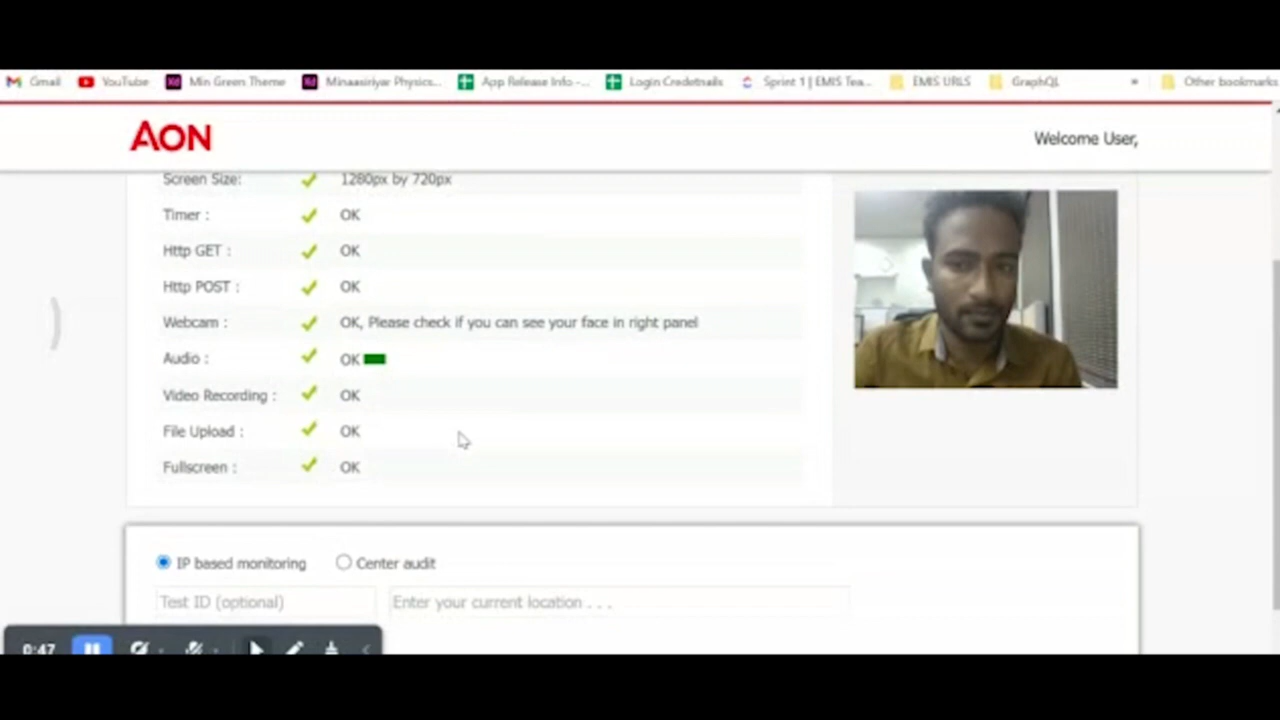 Gmail YouTube Min Green Theme Minaasiriyar Physics... App Release Info -... Login Credetnails Sprint 1 | EMIS Tea... EMIS URLS GraphQL » Other bookmarks
AON
Welcome User,
Screen Size: 1280px by 720px
Timer : OK
Http GET : OK
Http POST : OK
Webcam : OK, Please check if you can see your face in right panel
Audio : OK
Video Recording : OK
File Upload : OK
Fullscreen : OK
IP based monitoring Center audit
Test ID (optional) Enter your current location . . .
0:47